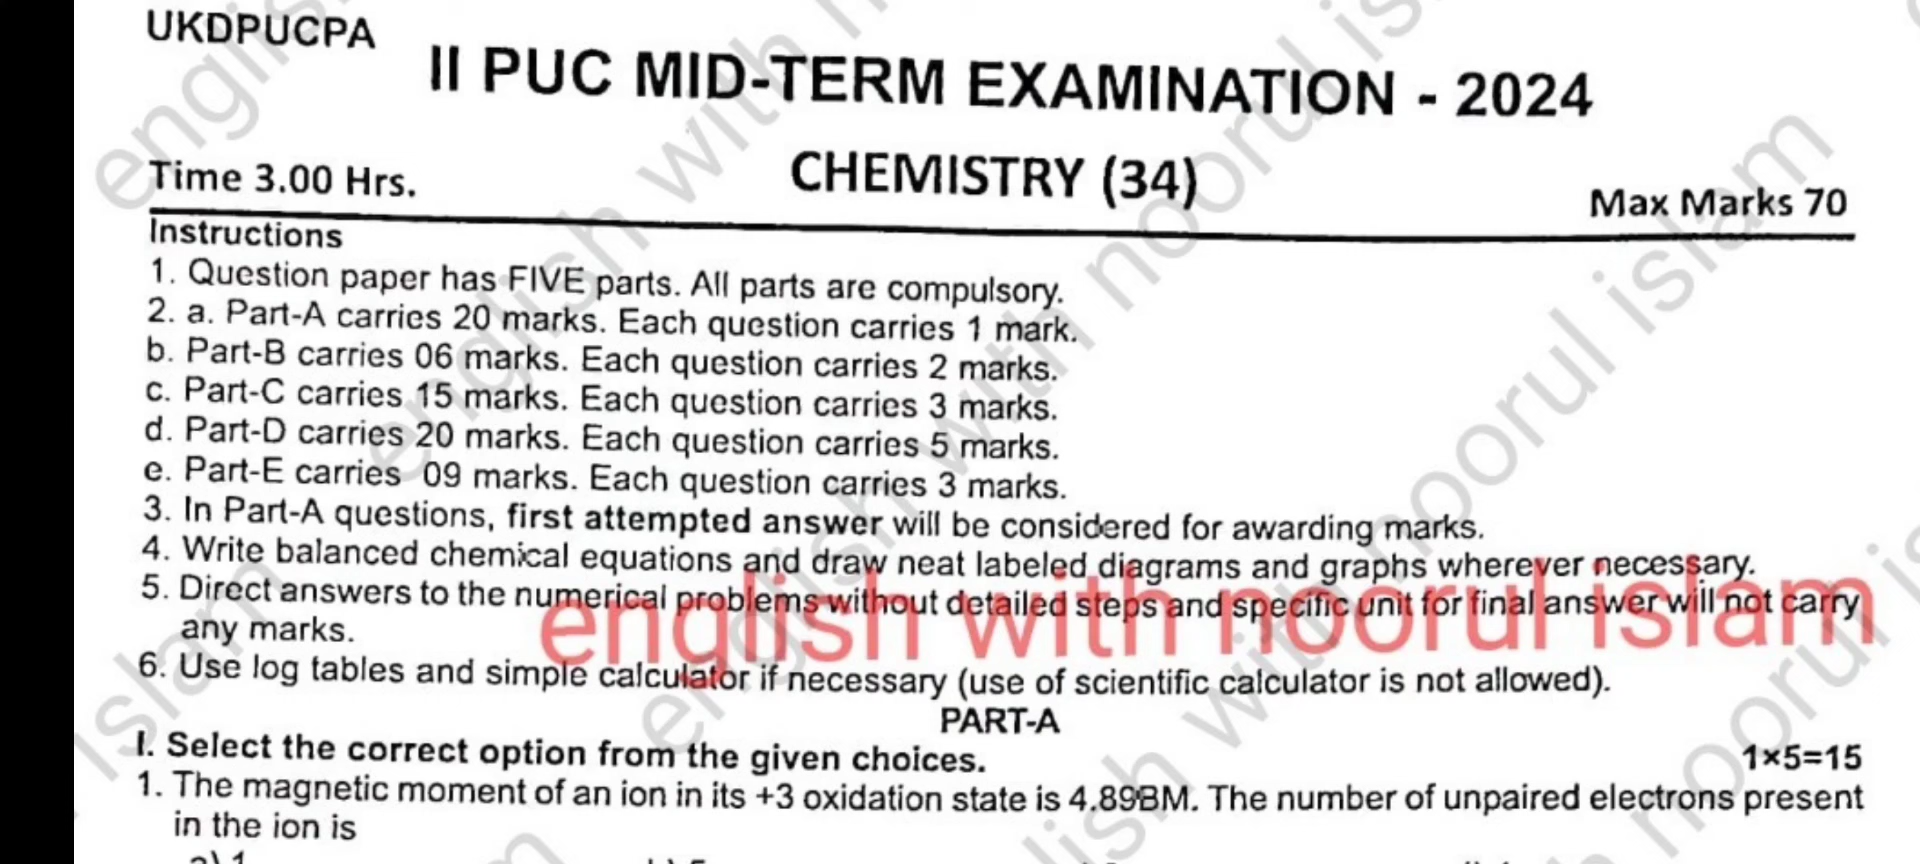 UKDPUCPA
II PUC MID-TERM EXAMINATION - 2024
CHEMISTRY (34)
Time 3.00 Hrs.
Max Marks 70
Instructions
1. Question paper has FIVE parts. All parts are compulsory.
2. a. Part-A carries 20 marks. Each question carries 1 mark.
b. Part-B carries 06 marks. Each question carries 2 marks.
c. Part-C carries 15 marks. Each question carries 3 marks.
d. Part-D carries 20 marks. Each question carries 5 marks.
e. Part-E carries 09 marks. Each question carries 3 marks.
3. In Part-A questions, first attempted answer will be considered for awarding marks.
4. Write balanced chemical equations and draw neat labeled diagrams and graphs wherever necessary.
5. Direct answers to the numerical problems without detailed steps and specific unit for final answer will not carry
any marks.
english with noorul islam
6. Use log tables and simple calculator if necessary (use of scientific calculator is not allowed).
PART-A
I. Select the correct option from the given choices. 1×5=15
1. The magnetic moment of an ion in its +3 oxidation state is 4.89BM. The number of unpaired electrons present
in the ion is